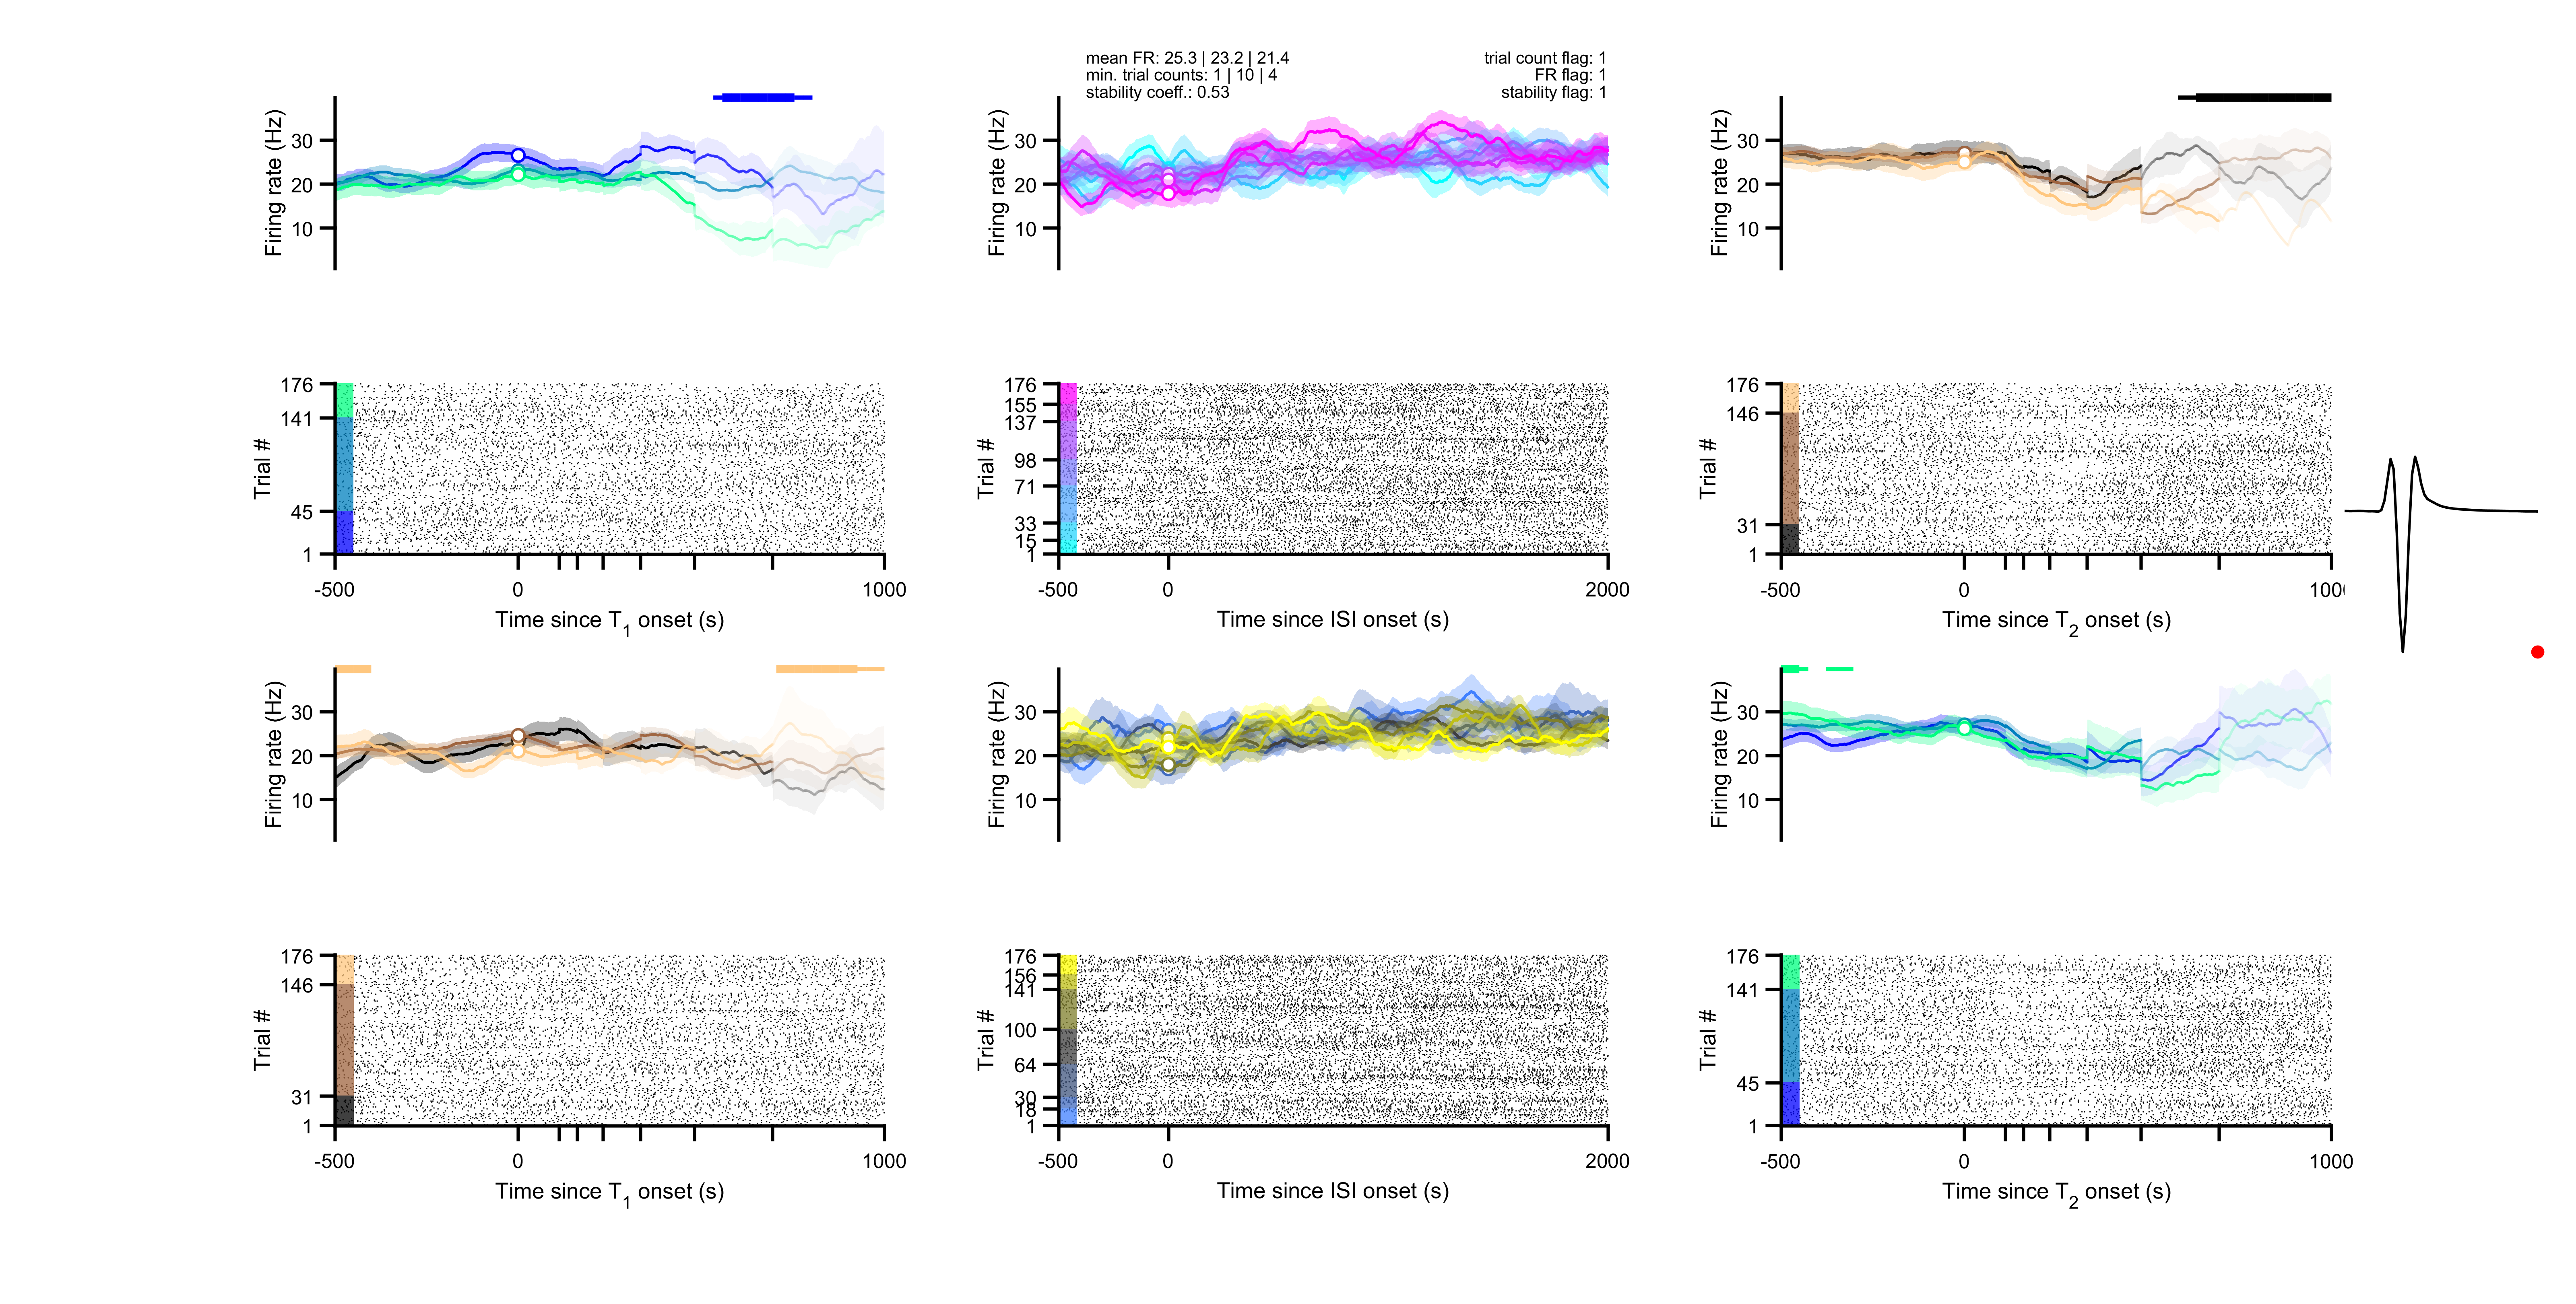 mean FR: 25.3 | 23.2 | 21.4
min. trial counts: 1 | 10 | 4
stability coeff.: 0.53
trial count flag: 1
FR flag: 1
stability flag: 1
Firing rate (Hz)
30
20
10
Firing rate (Hz)
30
20
10
Firing rate (Hz)
30
20
10
Trial #
176
141
45
1
-500
0
1000
Time since T1 onset (s)
Trial #
176
155
137
98
71
33
15
1
-500
0
2000
Time since ISI onset (s)
Trial #
176
146
31
1
-500
0
1000
Time since T2 onset (s)
Firing rate (Hz)
30
20
10
Firing rate (Hz)
30
20
10
Firing rate (Hz)
30
20
10
Trial #
176
146
31
1
-500
0
1000
Time since T1 onset (s)
Trial #
176
156
141
100
64
30
18
1
-500
0
2000
Time since ISI onset (s)
Trial #
176
141
45
1
-500
0
1000
Time since T2 onset (s)